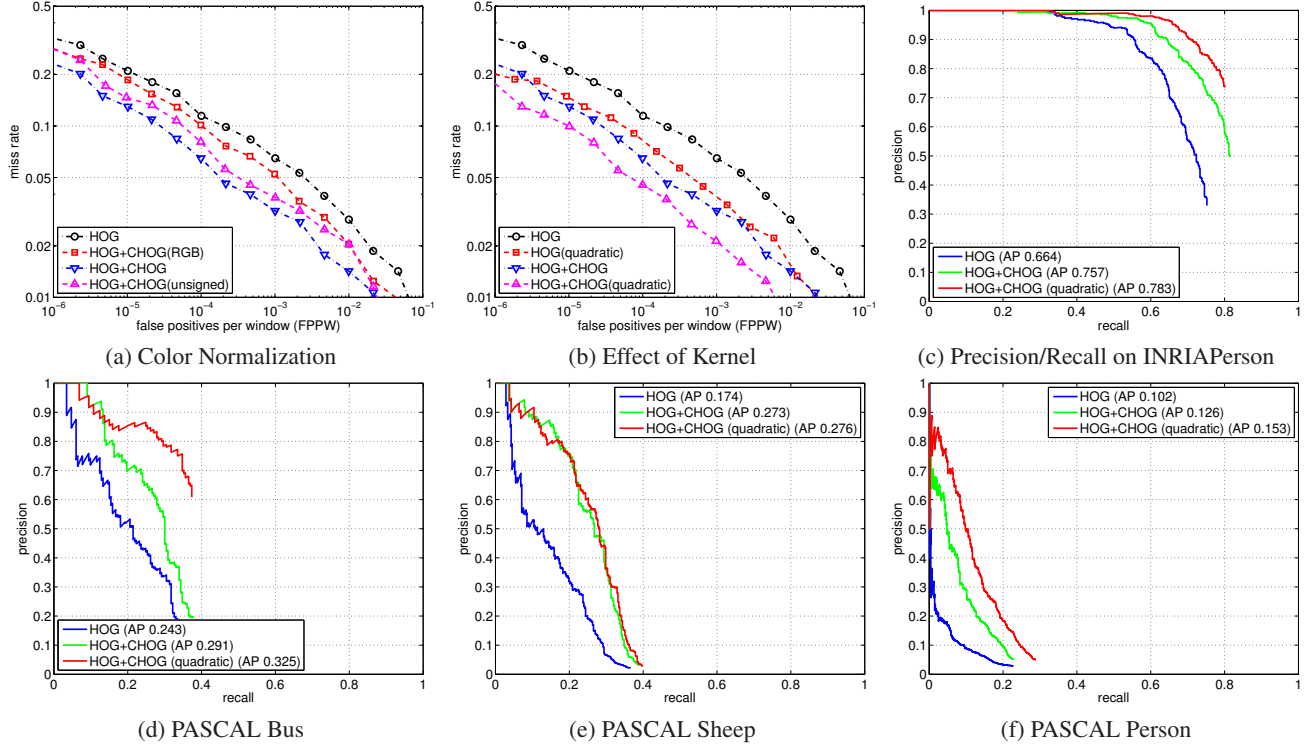 0.5
0.2
0.1
0.05
0.02
0.01
miss rate
HOG
HOG+CHOG(RGB)
HOG+CHOG
HOG+CHOG(unsigned)
10⁻⁶ 10⁻⁵ 10⁻⁴ 10⁻³ 10⁻² 10⁻¹
false positives per window (FPPW)
(a) Color Normalization
0.5
0.2
0.1
0.05
0.02
0.01
miss rate
HOG
HOG(quadratic)
HOG+CHOG
HOG+CHOG(quadratic)
10⁻⁶ 10⁻⁵ 10⁻⁴ 10⁻³ 10⁻² 10⁻¹
false positives per window (FPPW)
(b) Effect of Kernel
1
0.9
0.8
0.7
0.6
0.5
0.4
0.3
0.2
0.1
0
precision
HOG (AP 0.664)
HOG+CHOG (AP 0.757)
HOG+CHOG (quadratic) (AP 0.783)
0 0.2 0.4 0.6 0.8 1
recall
(c) Precision/Recall on INRIAPerson
1
0.9
0.8
0.7
0.6
0.5
0.4
0.3
0.2
0.1
0
precision
HOG (AP 0.243)
HOG+CHOG (AP 0.291)
HOG+CHOG (quadratic) (AP 0.325)
0 0.2 0.4 0.6 0.8 1
recall
(d) PASCAL Bus
1
0.9
0.8
0.7
0.6
0.5
0.4
0.3
0.2
0.1
0
precision
HOG (AP 0.174)
HOG+CHOG (AP 0.273)
HOG+CHOG (quadratic) (AP 0.276)
0 0.2 0.4 0.6 0.8 1
recall
(e) PASCAL Sheep
1
0.9
0.8
0.7
0.6
0.5
0.4
0.3
0.2
0.1
0
precision
HOG (AP 0.102)
HOG+CHOG (AP 0.126)
HOG+CHOG (quadratic) (AP 0.153)
0 0.2 0.4 0.6 0.8 1
recall
(f) PASCAL Person